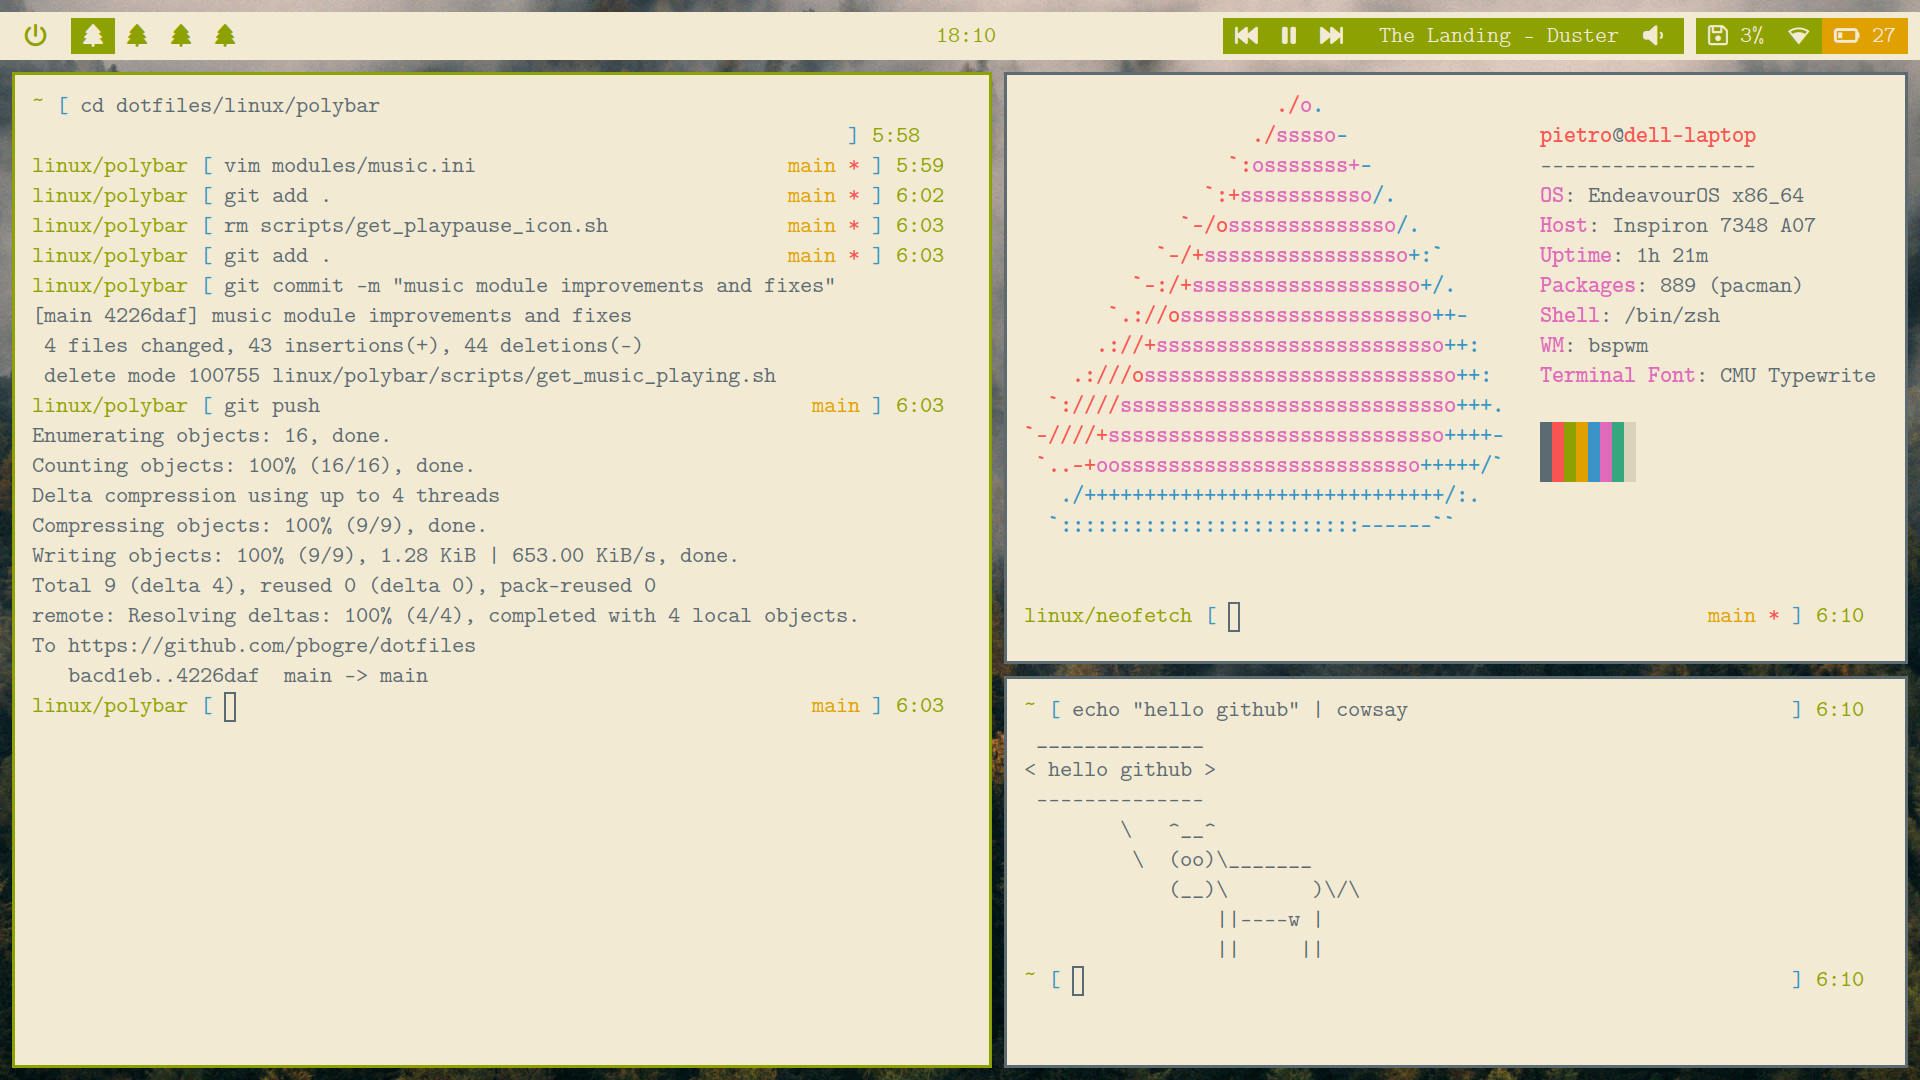 18:10
The Landing - Duster
3%
27
~ [ cd dotfiles/linux/polybar
] 5:58
linux/polybar [ vim modules/music.ini main * ] 5:59
linux/polybar [ git add . main * ] 6:02
linux/polybar [ rm scripts/get_playpause_icon.sh main * ] 6:03
linux/polybar [ git add . main * ] 6:03
linux/polybar [ git commit -m "music module improvements and fixes"
[main 4226daf] music module improvements and fixes
 4 files changed, 43 insertions(+), 44 deletions(-)
 delete mode 100755 linux/polybar/scripts/get_music_playing.sh
linux/polybar [ git push main ] 6:03
Enumerating objects: 16, done.
Counting objects: 100% (16/16), done.
Delta compression using up to 4 threads
Compressing objects: 100% (9/9), done.
Writing objects: 100% (9/9), 1.28 KiB | 653.00 KiB/s, done.
Total 9 (delta 4), reused 0 (delta 0), pack-reused 0
remote: Resolving deltas: 100% (4/4), completed with 4 local objects.
To https://github.com/pbogre/dotfiles
   bacd1eb..4226daf  main -> main
linux/polybar [ main ] 6:03
./o.
./sssso-
`:osssssss+-
`:+sssssssssso/.
`-/ossssssssssssso/.
`-/+sssssssssssssssso+:`
`-:/+sssssssssssssssssso+/.
`.://osssssssssssssssssssso++-
.://+ssssssssssssssssssssssso++:
.:///ossssssssssssssssssssssssso++:
`:////ssssssssssssssssssssssssssso+++.
`-////+ssssssssssssssssssssssssssso++++-
`..-+oosssssssssssssssssssssssso+++++/`
./++++++++++++++++++++++++++++++/:.
`:::::::::::::::::::::::::------``
pietro@dell-laptop
------------------
OS: EndeavourOS x86_64
Host: Inspiron 7348 A07
Uptime: 1h 21m
Packages: 889 (pacman)
Shell: /bin/zsh
WM: bspwm
Terminal Font: CMU Typewrite
linux/neofetch [ main * ] 6:10
~ [ echo "hello github" | cowsay ] 6:10
 ______________
< hello github >
 --------------
        \   ^__^
         \  (oo)\_______
            (__)\       )\/\
                ||----w |
                ||     ||
~ [ ] 6:10